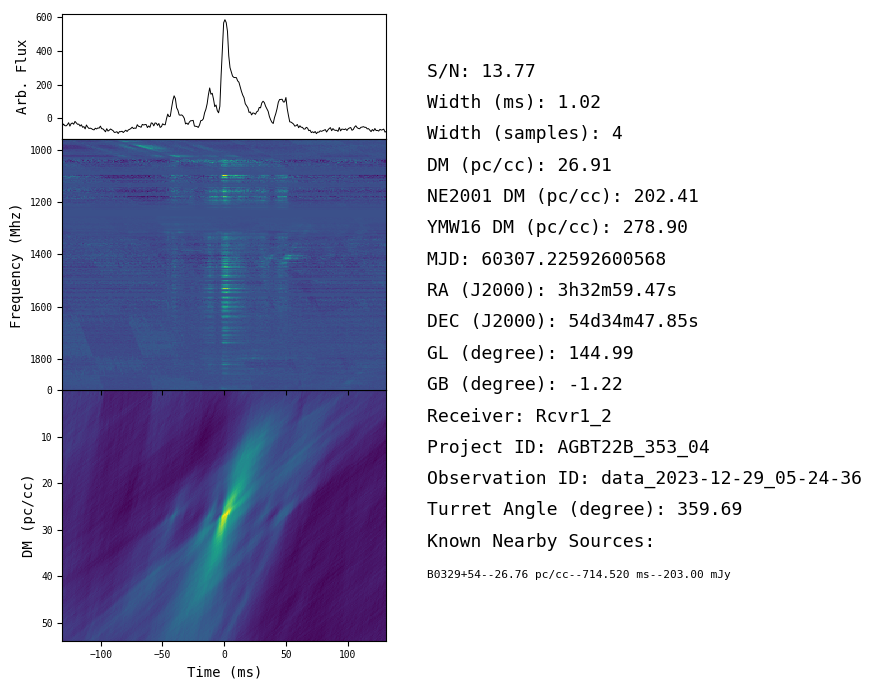 600
400
200
0
Arb. Flux
1000
1200
1400
1600
1800
Frequency (Mhz)
0
10
20
30
40
50
DM (pc/cc)
−100
−50
0
50
100
Time (ms)
S/N: 13.77
Width (ms): 1.02
Width (samples): 4
DM (pc/cc): 26.91
NE2001 DM (pc/cc): 202.41
YMW16 DM (pc/cc): 278.90
MJD: 60307.22592600568
RA (J2000): 3h32m59.47s
DEC (J2000): 54d34m47.85s
GL (degree): 144.99
GB (degree): -1.22
Receiver: Rcvr1_2
Project ID: AGBT22B_353_04
Observation ID: data_2023-12-29_05-24-36
Turret Angle (degree): 359.69
Known Nearby Sources:
B0329+54--26.76 pc/cc--714.520 ms--203.00 mJy